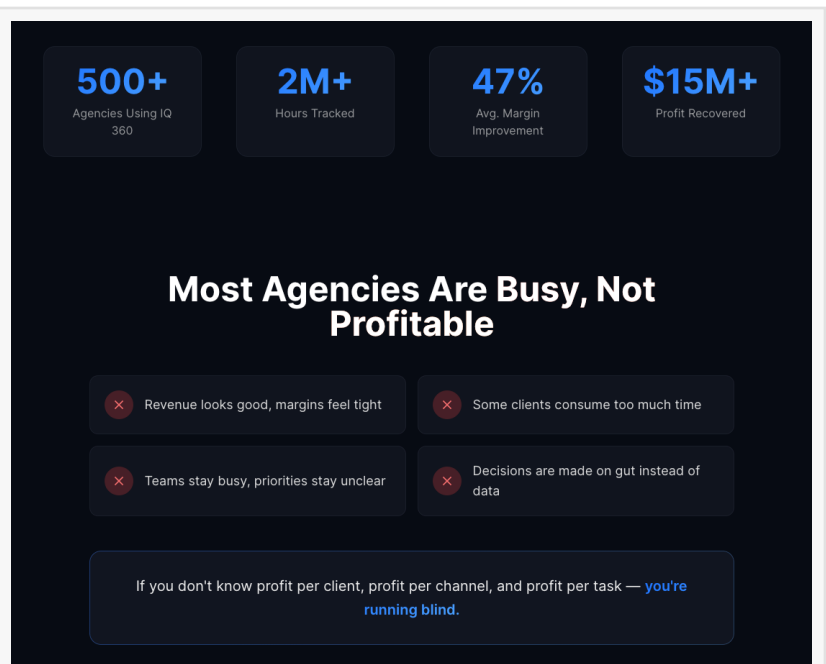 500+
Agencies Using IQ
360
2M+
Hours Tracked
47%
Avg. Margin
Improvement
$15M+
Profit Recovered
Most Agencies Are Busy, Not
Profitable
Revenue looks good, margins feel tight
Some clients consume too much time
Teams stay busy, priorities stay unclear
Decisions are made on gut instead of
data
If you don't know profit per client, profit per channel, and profit per task — you're
running blind.